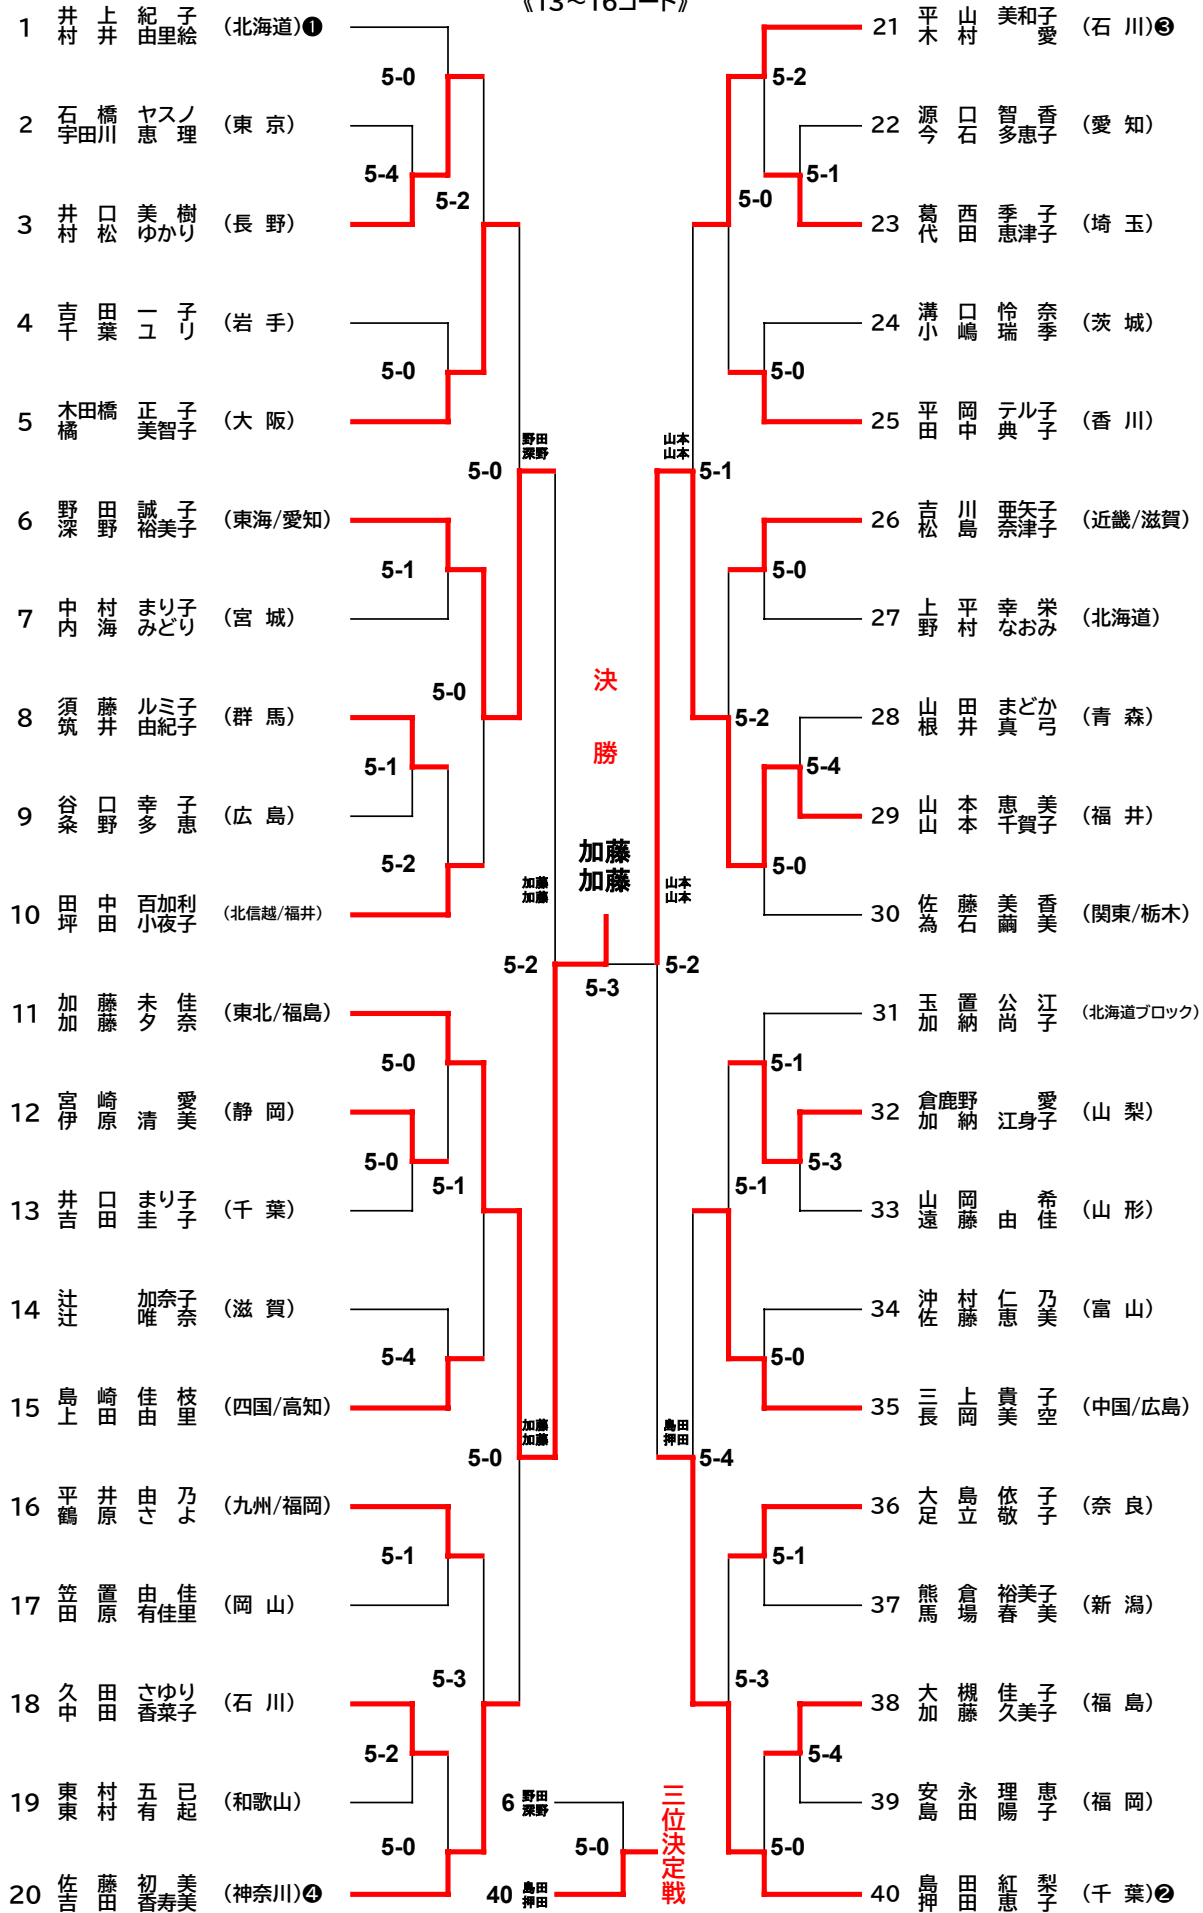 《13～16コート》
1 井上紀子 (北海道)❶
村井由里絵
2 石橋ヤスノ (東京)
宇田川恵理
3 井口美樹 (長野)
村松ゆかり
4 吉田一子 (岩手)
千葉ユリ
5 木田橋正子 (大阪)
橘美智子
6 野田誠子 (東海/愛知)
深野裕美子
7 中村まり子 (宮城)
内海みどり
8 須藤ルミ子 (群馬)
筑井由紀子
9 谷口幸子 (広島)
粂野多恵
10 田中百加利 (北信越/福井)
坪田小夜子
11 加藤未佳 (東北/福島)
加藤夕奈
12 宮崎愛 (静岡)
伊原清美
13 井口まり子 (千葉)
吉田圭子
14 辻加奈子 (滋賀)
辻唯奈
15 島崎佳枝 (四国/高知)
上田由里
16 平井由乃 (九州/福岡)
鶴原さよ
17 笠置由佳 (岡山)
田原有佳里
18 久田さゆり (石川)
中田香菜子
19 東村五己 (和歌山)
東村有起
20 佐藤初美 (神奈川)❹
吉田香寿美
5-0
5-4
5-2
5-0
5-0
5-1
5-0
5-1
5-2
5-2
5-0
5-0
5-1
5-4
5-0
5-1
5-3
5-2
5-0
野田
深野
加藤
加藤
加藤
加藤
決勝
加藤
加藤
5-3
山本
山本
山本
山本
島田
押田
6 野田
深野
5-0
40 島田
押田
三位決定戦
21 平山美和子 (石川)❸
木村愛
22 源口智香 (愛知)
今石多恵子
23 葛西季子 (埼玉)
代田恵津子
24 溝口怜奈 (茨城)
小嶋瑞季
25 平岡テル子 (香川)
田中典子
26 吉川亜矢子 (近畿/滋賀)
松島奈津子
27 上平幸栄 (北海道)
野村なおみ
28 山田まどか (青森)
根井真弓
29 山本恵美 (福井)
山本千賀子
30 佐藤美香 (関東/栃木)
為石繭美
31 玉置公江 (北海道ブロック)
加納尚子
32 倉鹿野愛 (山梨)
加納江身子
33 山岡希 (山形)
遠藤由佳
34 沖村仁乃 (富山)
佐藤恵美
35 三上貴子 (中国/広島)
長岡美空
36 大島依子 (奈良)
足立敬子
37 熊倉裕美子 (新潟)
馬場春美
38 大槻佳子 (福島)
加藤久美子
39 安永理恵 (福岡)
島田陽子
40 島田紅梨 (千葉)❷
押田恵子
5-2
5-1
5-0
5-0
5-1
5-0
5-2
5-4
5-0
5-2
5-1
5-3
5-1
5-0
5-4
5-1
5-3
5-4
5-0